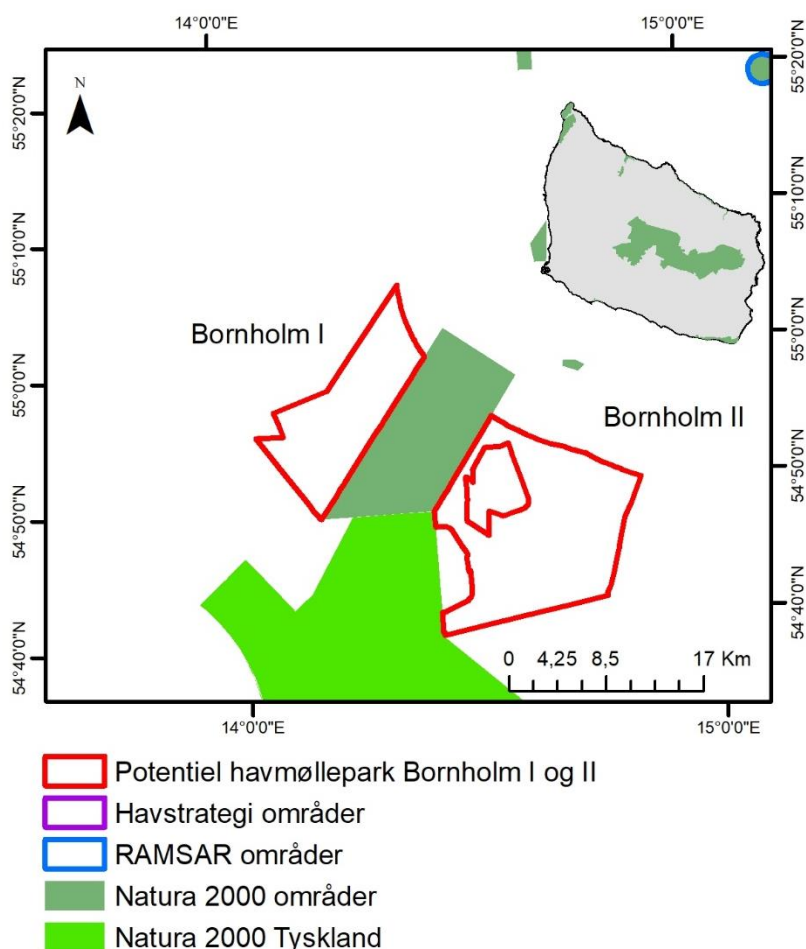 14°0'0"E
15°0'0"E
N
55°20'0"N
55°20'0"N
55°10'0"N
55°10'0"N
Bornholm I
55°0'0"N
55°0'0"N
Bornholm II
54°50'0"N
54°50'0"N
54°40'0"N
54°40'0"N
0 4,25 8,5 17 Km
14°0'0"E
15°0'0"E
Potentiel havmøllepark Bornholm I og II
Havstrategi områder
RAMSAR områder
Natura 2000 områder
Natura 2000 Tyskland